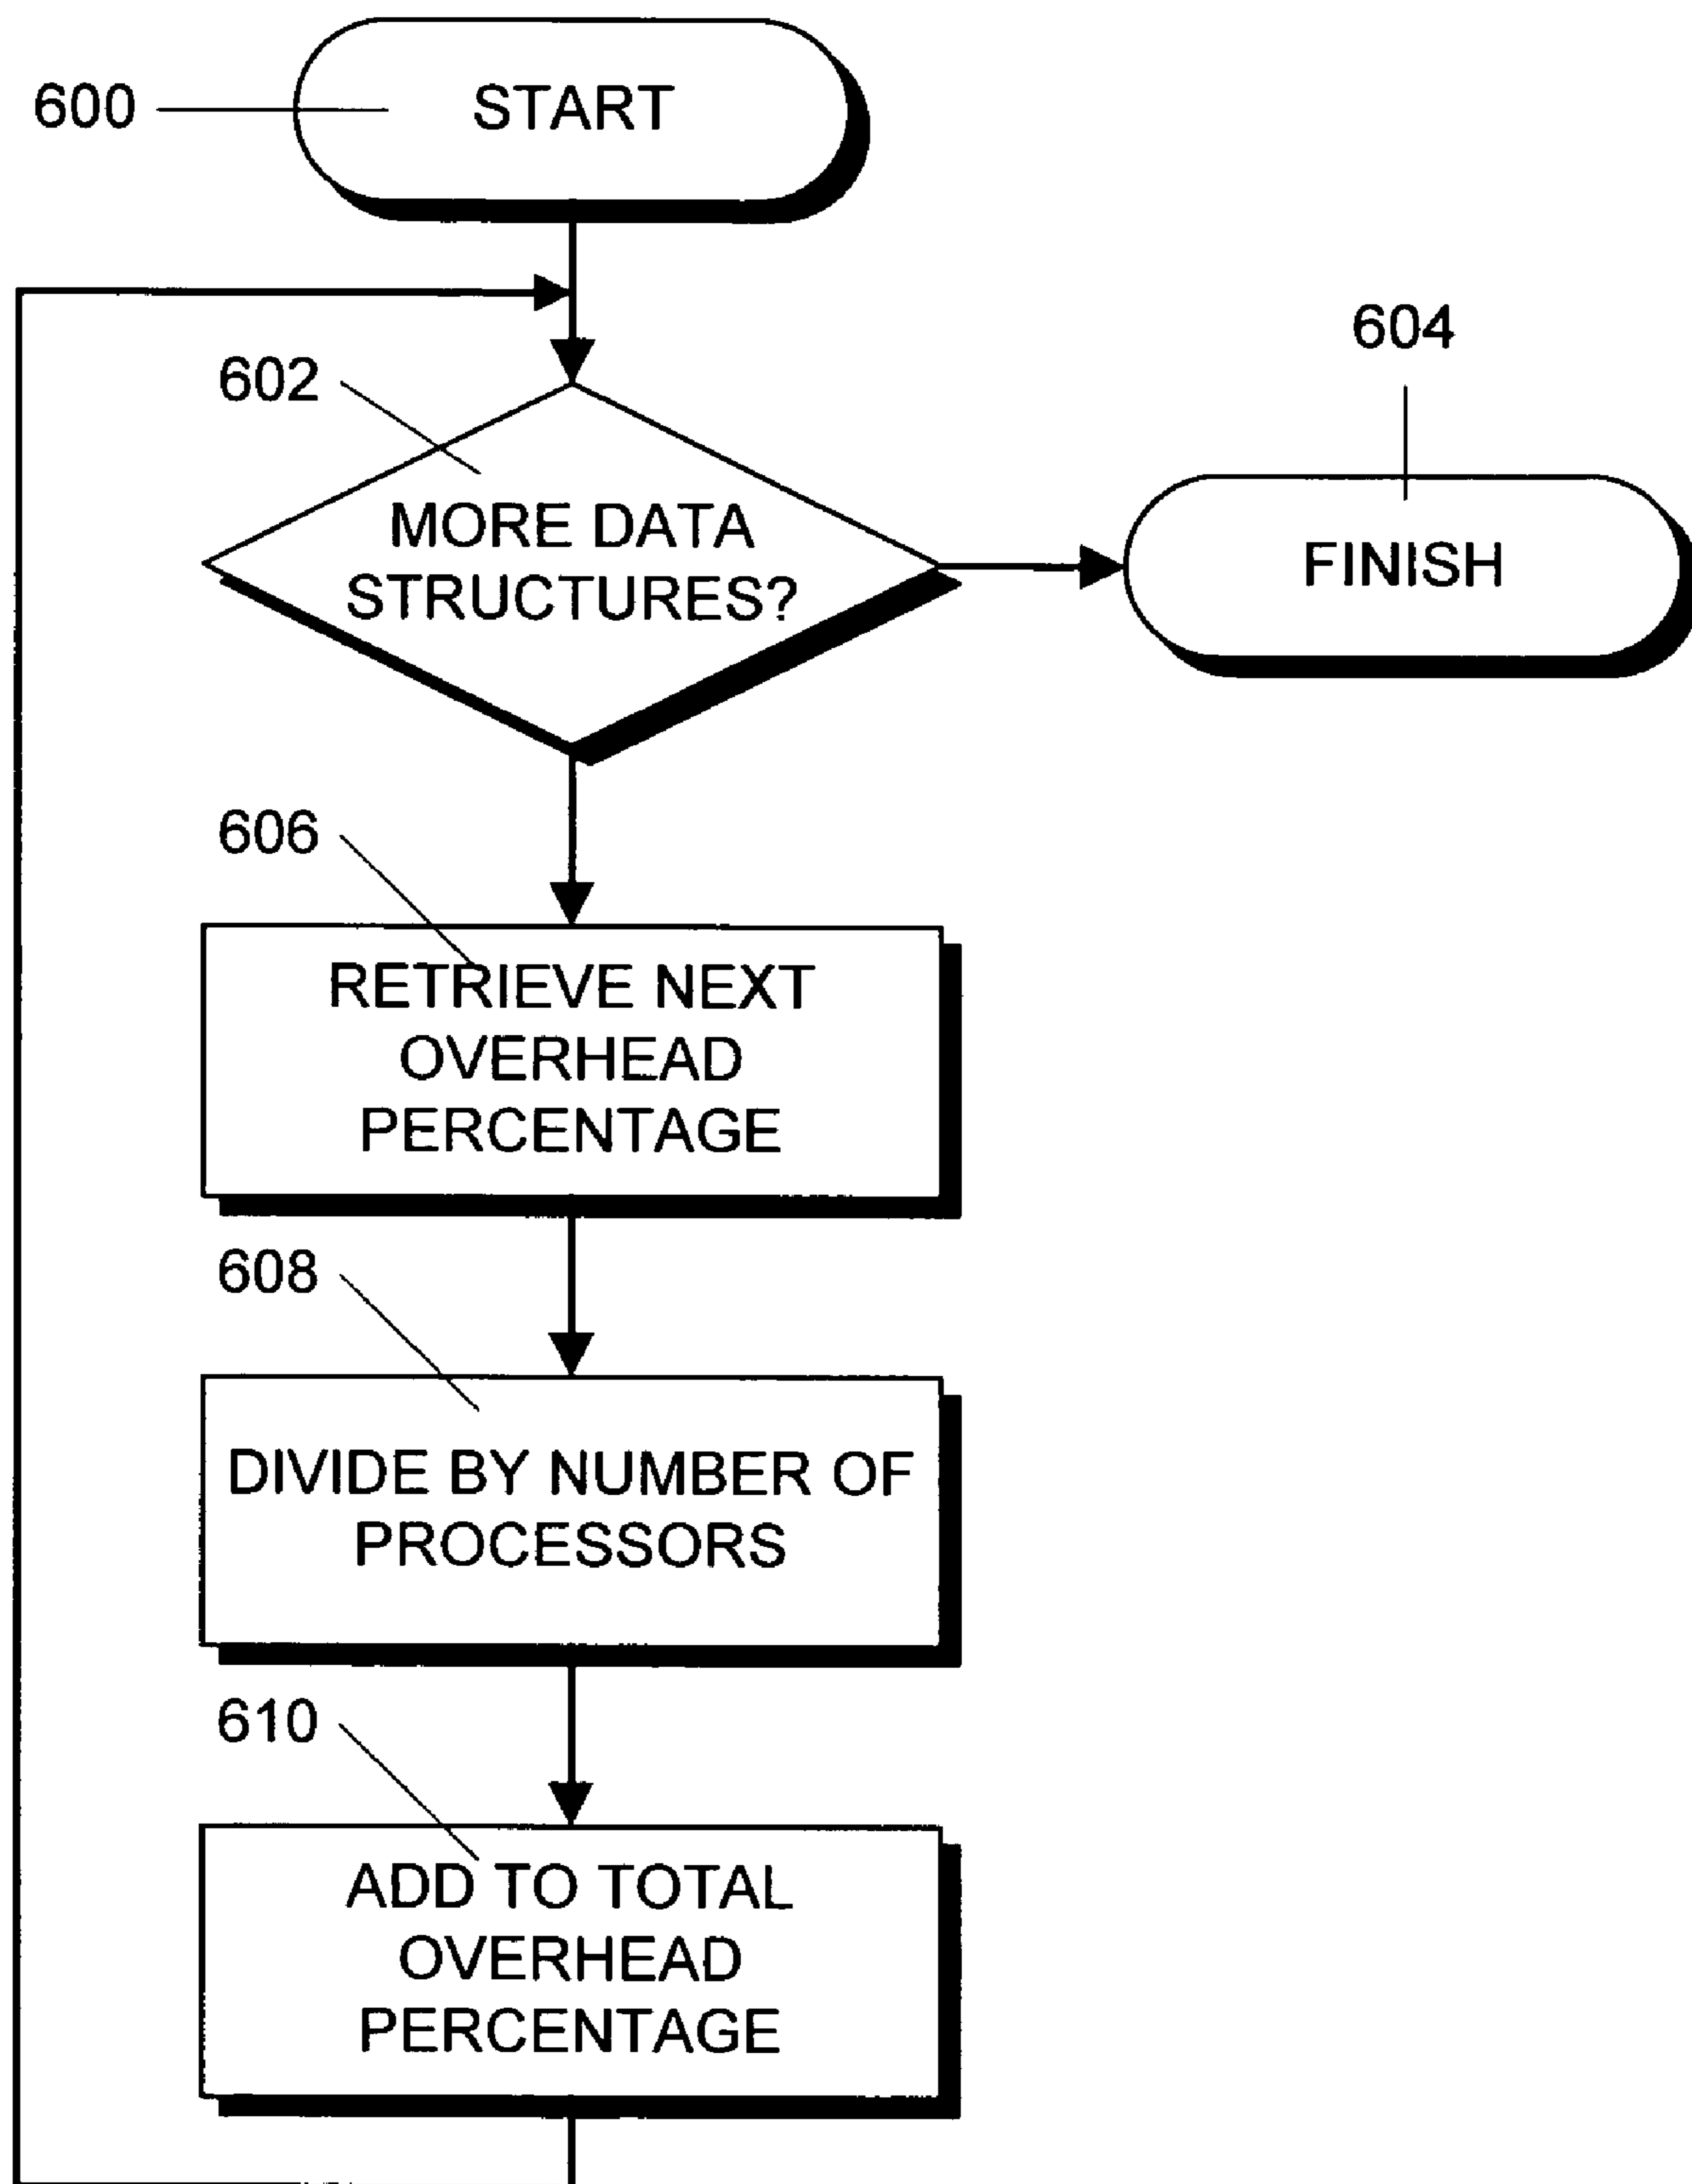 600
START
604
602
MORE DATA
STRUCTURES?
FINISH
606
RETRIEVE NEXT
OVERHEAD
PERCENTAGE
608
DIVIDE BY NUMBER OF
PROCESSORS
610
ADD TO TOTAL
OVERHEAD
PERCENTAGE